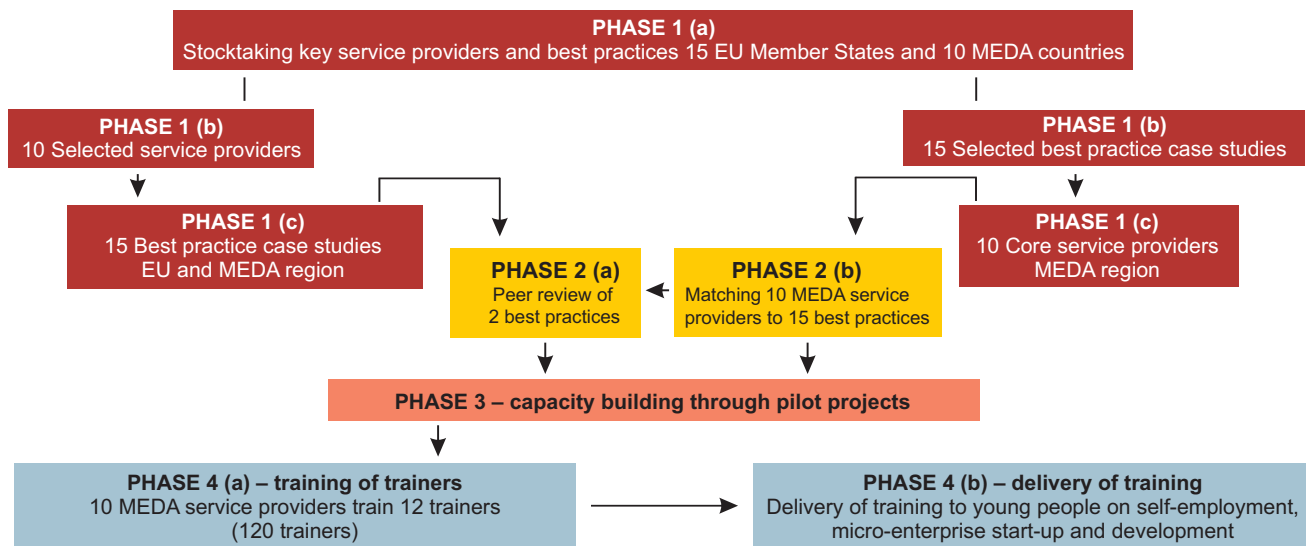 PHASE 1 (a)
Stocktaking key service providers and best practices 15 EU Member States and 10 MEDA countries
PHASE 1 (b)
10 Selected service providers
PHASE 1 (b)
15 Selected best practice case studies
PHASE 1 (c)
15 Best practice case studies
EU and MEDA region
PHASE 1 (c)
10 Core service providers
MEDA region
PHASE 2 (a)
Peer review of
2 best practices
PHASE 2 (b)
Matching 10 MEDA service
providers to 15 best practices
PHASE 3 – capacity building through pilot projects
PHASE 4 (a) – training of trainers
10 MEDA service providers train 12 trainers
(120 trainers)
PHASE 4 (b) – delivery of training
Delivery of training to young people on self-employment,
micro-enterprise start-up and development